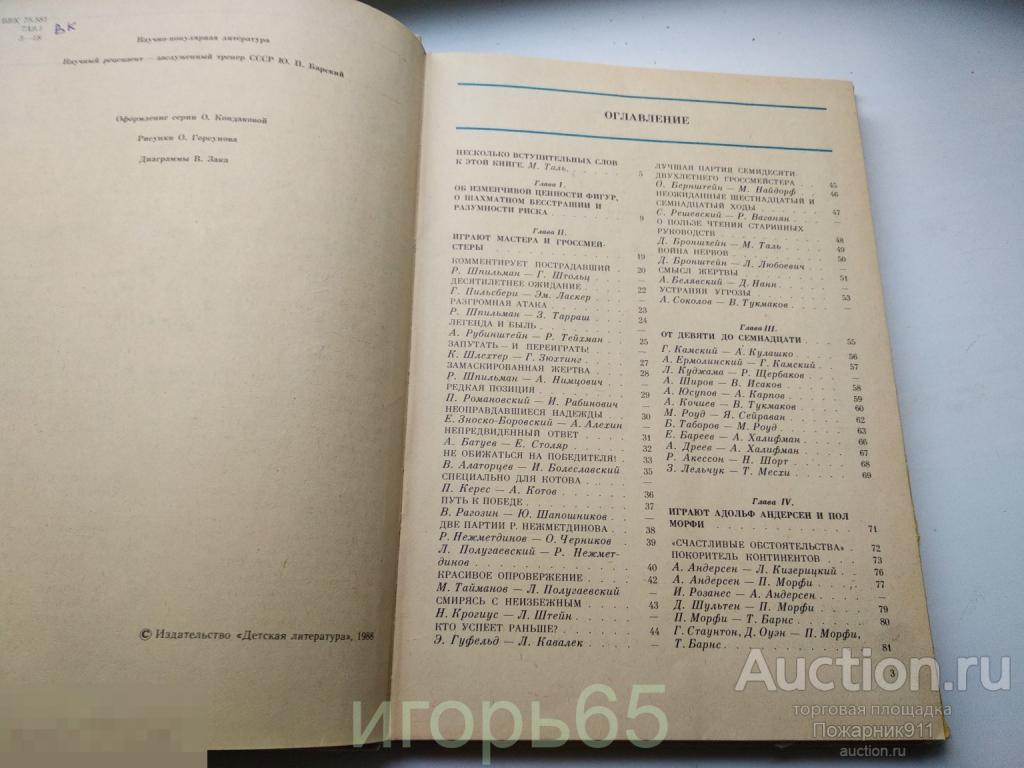 ББК 75.581
ВК
Научно-популярная литература
Научный рецензент — заслуженный тренер СССР Ю. П. Барский
Оформление серии О. Кондаковой
Рисунки О. Горсунова
Диаграммы В. Зака
© Издательство «Детская литература», 1988
ОГЛАВЛЕНИЕ
НЕСКОЛЬКО ВСТУПИТЕЛЬНЫХ СЛОВ
К ЭТОЙ КНИГЕ. М. Таль. 5
Глава I.
ОБ ИЗМЕНЧИВОЙ ЦЕННОСТИ ФИГУР,
О ШАХМАТНОМ БЕССТРАШИИ И
РАЗУМНОСТИ РИСКА 9
Глава II.
ИГРАЮТ МАСТЕРА И ГРОССМЕЙ-
СТЕРЫ 19
КОММЕНТИРУЕТ ПОСТРАДАВШИЙ —
Р. Шпильман — Г. Штольц 20
ДЕСЯТИЛЕТНЕЕ ОЖИДАНИЕ —
Г. Пильсбери — Эм. Ласкер 22
РАЗГРОМНАЯ АТАКА 23
Р. Шпильман — З. Тарраш 24
ЛЕГЕНДА И БЫЛЬ —
А. Рубинштейн — Р. Тейхман 25
ЗАПУТАТЬ — И ПЕРЕИГРАТЬ! —
К. Шлехтер — Г. Зюхтинг 27
ЗАМАСКИРОВАННАЯ ЖЕРТВА 28
Р. Шпильман — А. Нимцович —
РЕДКАЯ ПОЗИЦИЯ 29
П. Романовский — И. Рабинович —
НЕОПРАВДАВШИЕСЯ НАДЕЖДЫ 30
Е. Зноско-Боровский — А. Алехин —
НЕПРЕДВИДЕННЫЙ ОТВЕТ 31
А. Батуев — Е. Столяр 32
НЕ ОБИЖАТЬСЯ НА ПОБЕДИТЕЛЯ! 33
В. Алаторцев — И. Болеславский 35
СПЕЦИАЛЬНО ДЛЯ КОТОВА —
П. Керес — А. Котов 36
ПУТЬ К ПОБЕДЕ 37
В. Рагозин — Ю. Шапошников —
ДВЕ ПАРТИИ Р. НЕЖМЕТДИНОВА 38
Р. Нежметдинов — О. Черников 39
Л. Полугаевский — Р. Нежмет-
динов 40
КРАСИВОЕ ОПРОВЕРЖЕНИЕ 42
М. Тайманов — Л. Полугаевский —
СМИРЯСЬ С НЕИЗБЕЖНЫМ 43
Н. Крогиус — Л. Штейн —
КТО УСПЕЕТ РАНЬШЕ? 44
Э. Гуфельд — Л. Кавалек —
ЛУЧШАЯ ПАРТИЯ СЕМИДЕСЯТИ-
ДВУХЛЕТНЕГО ГРОССМЕЙСТЕРА 45
О. Бернштейн — М. Найдорф 46
НЕОЖИДАННЫЕ ШЕСТНАДЦАТЫЙ И
СЕМНАДЦАТЫЙ ХОДЫ 47
С. Решевский — Р. Ваганян —
О ПОЛЬЗЕ ЧТЕНИЯ СТАРИННЫХ
РУКОВОДСТВ 48
Д. Бронштейн — М. Таль 49
ВОЙНА НЕРВОВ 50
Д. Бронштейн — Л. Любоевич —
СМЫСЛ ЖЕРТВЫ 51
А. Белявский — Д. Нанн —
УСТРАНЯЯ УГРОЗЫ 53
А. Соколов — В. Тукмаков —
Глава III.
ОТ ДЕВЯТИ ДО СЕМНАДЦАТИ 55
Г. Камский — А. Кулашко 56
А. Ермолинский — Г. Камский 57
Л. Куджама — Р. Щербаков —
А. Широв — В. Исаков 58
А. Юсупов — А. Карпов 59
А. Кочиев — В. Тукмаков 60
М. Роуд — Я. Сейраван 62
Б. Таборов — М. Роуд 63
Е. Бареев — А. Халифман 66
А. Дреев — А. Халифман 67
Р. Акессон — Н. Шорт 68
З. Лельчук — Т. Месхи 69
Глава IV.
ИГРАЮТ АДОЛЬФ АНДЕРСЕН И ПОЛ
МОРФИ 71
«СЧАСТЛИВЫЕ ОБСТОЯТЕЛЬСТВА» 72
ПОКОРИТЕЛЬ КОНТИНЕНТОВ 73
А. Андерсен — Л. Кизерицкий 76
А. Андерсен — П. Морфи 77
И. Розанес — А. Андерсен —
Д. Шультен — П. Морфи 79
П. Морфи — Т. Барнс 80
Г. Стаунтон, Д. Оуэн — П. Морфи,
Т. Барнс 81
3
игорь65
Auction.ru
торговая площадка
Пожарник911
auction.ru